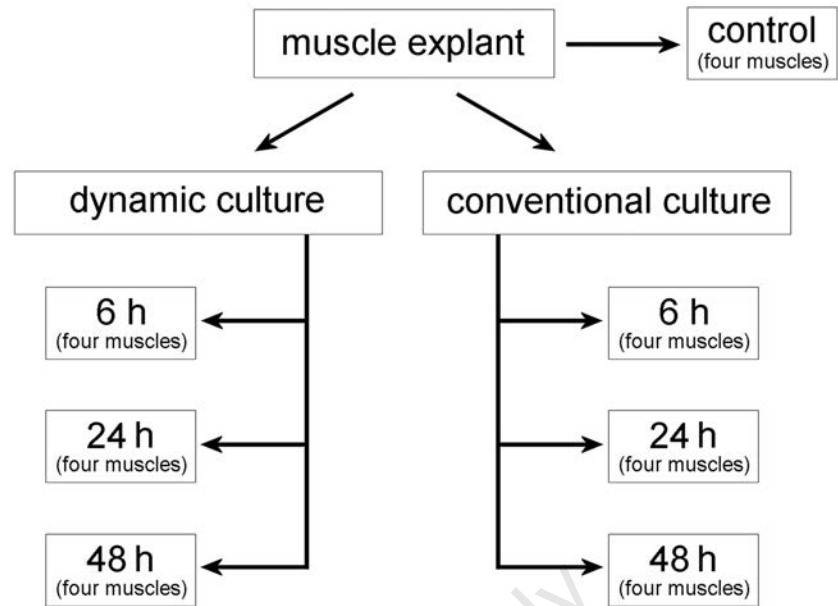 muscle explant
control
(four muscles)
dynamic culture
conventional culture
6 h
(four muscles)
6 h
(four muscles)
24 h
(four muscles)
24 h
(four muscles)
48 h
(four muscles)
48 h
(four muscles)